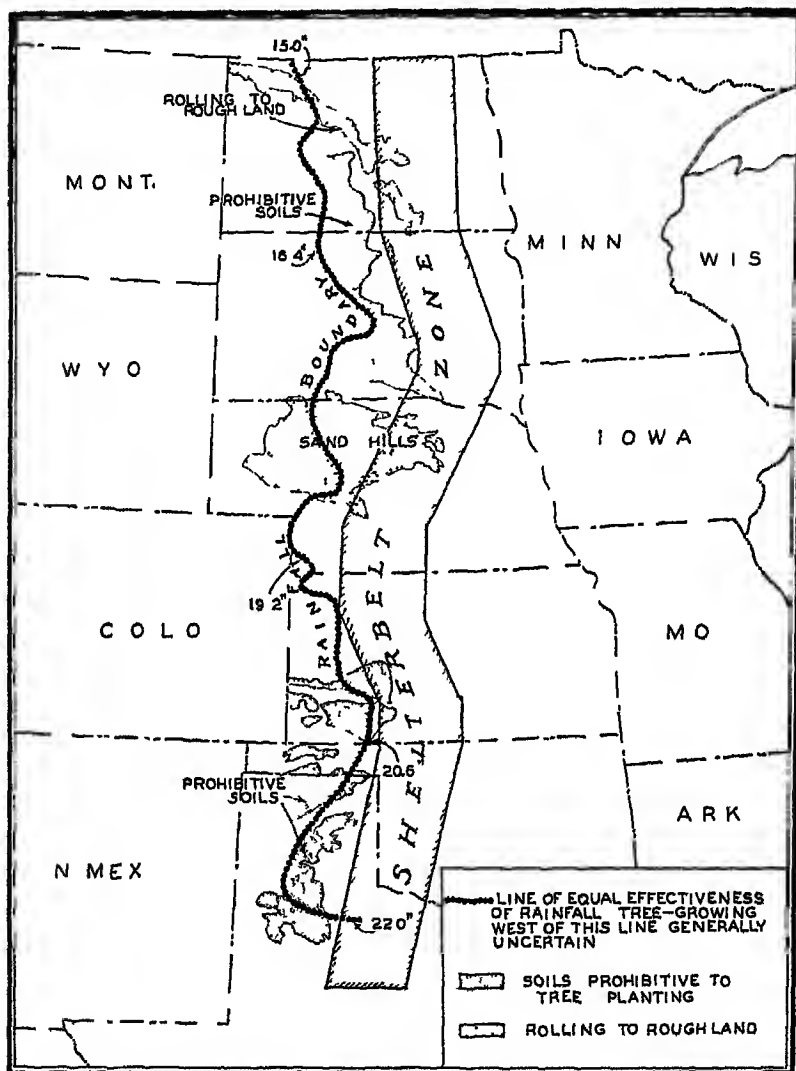 15.0"
ROLLING TO
ROUGH LAND
MONT.
PROHIBITIVE
SOILS
MINN
WIS
16 4"
BOUNDARY
ZONE
WYO
SAND HILLS
IOWA
RAINFALL
19 2"
SHELTERBELT
COLO
MO
20.6
PROHIBITIVE
SOILS
ARK
N MEX
22 0"
LINE OF EQUAL EFFECTIVENESS
OF RAINFALL TREE-GROWING
WEST OF THIS LINE GENERALLY
UNCERTAIN
SOILS PROHIBITIVE TO
TREE PLANTING
ROLLING TO ROUGH LAND